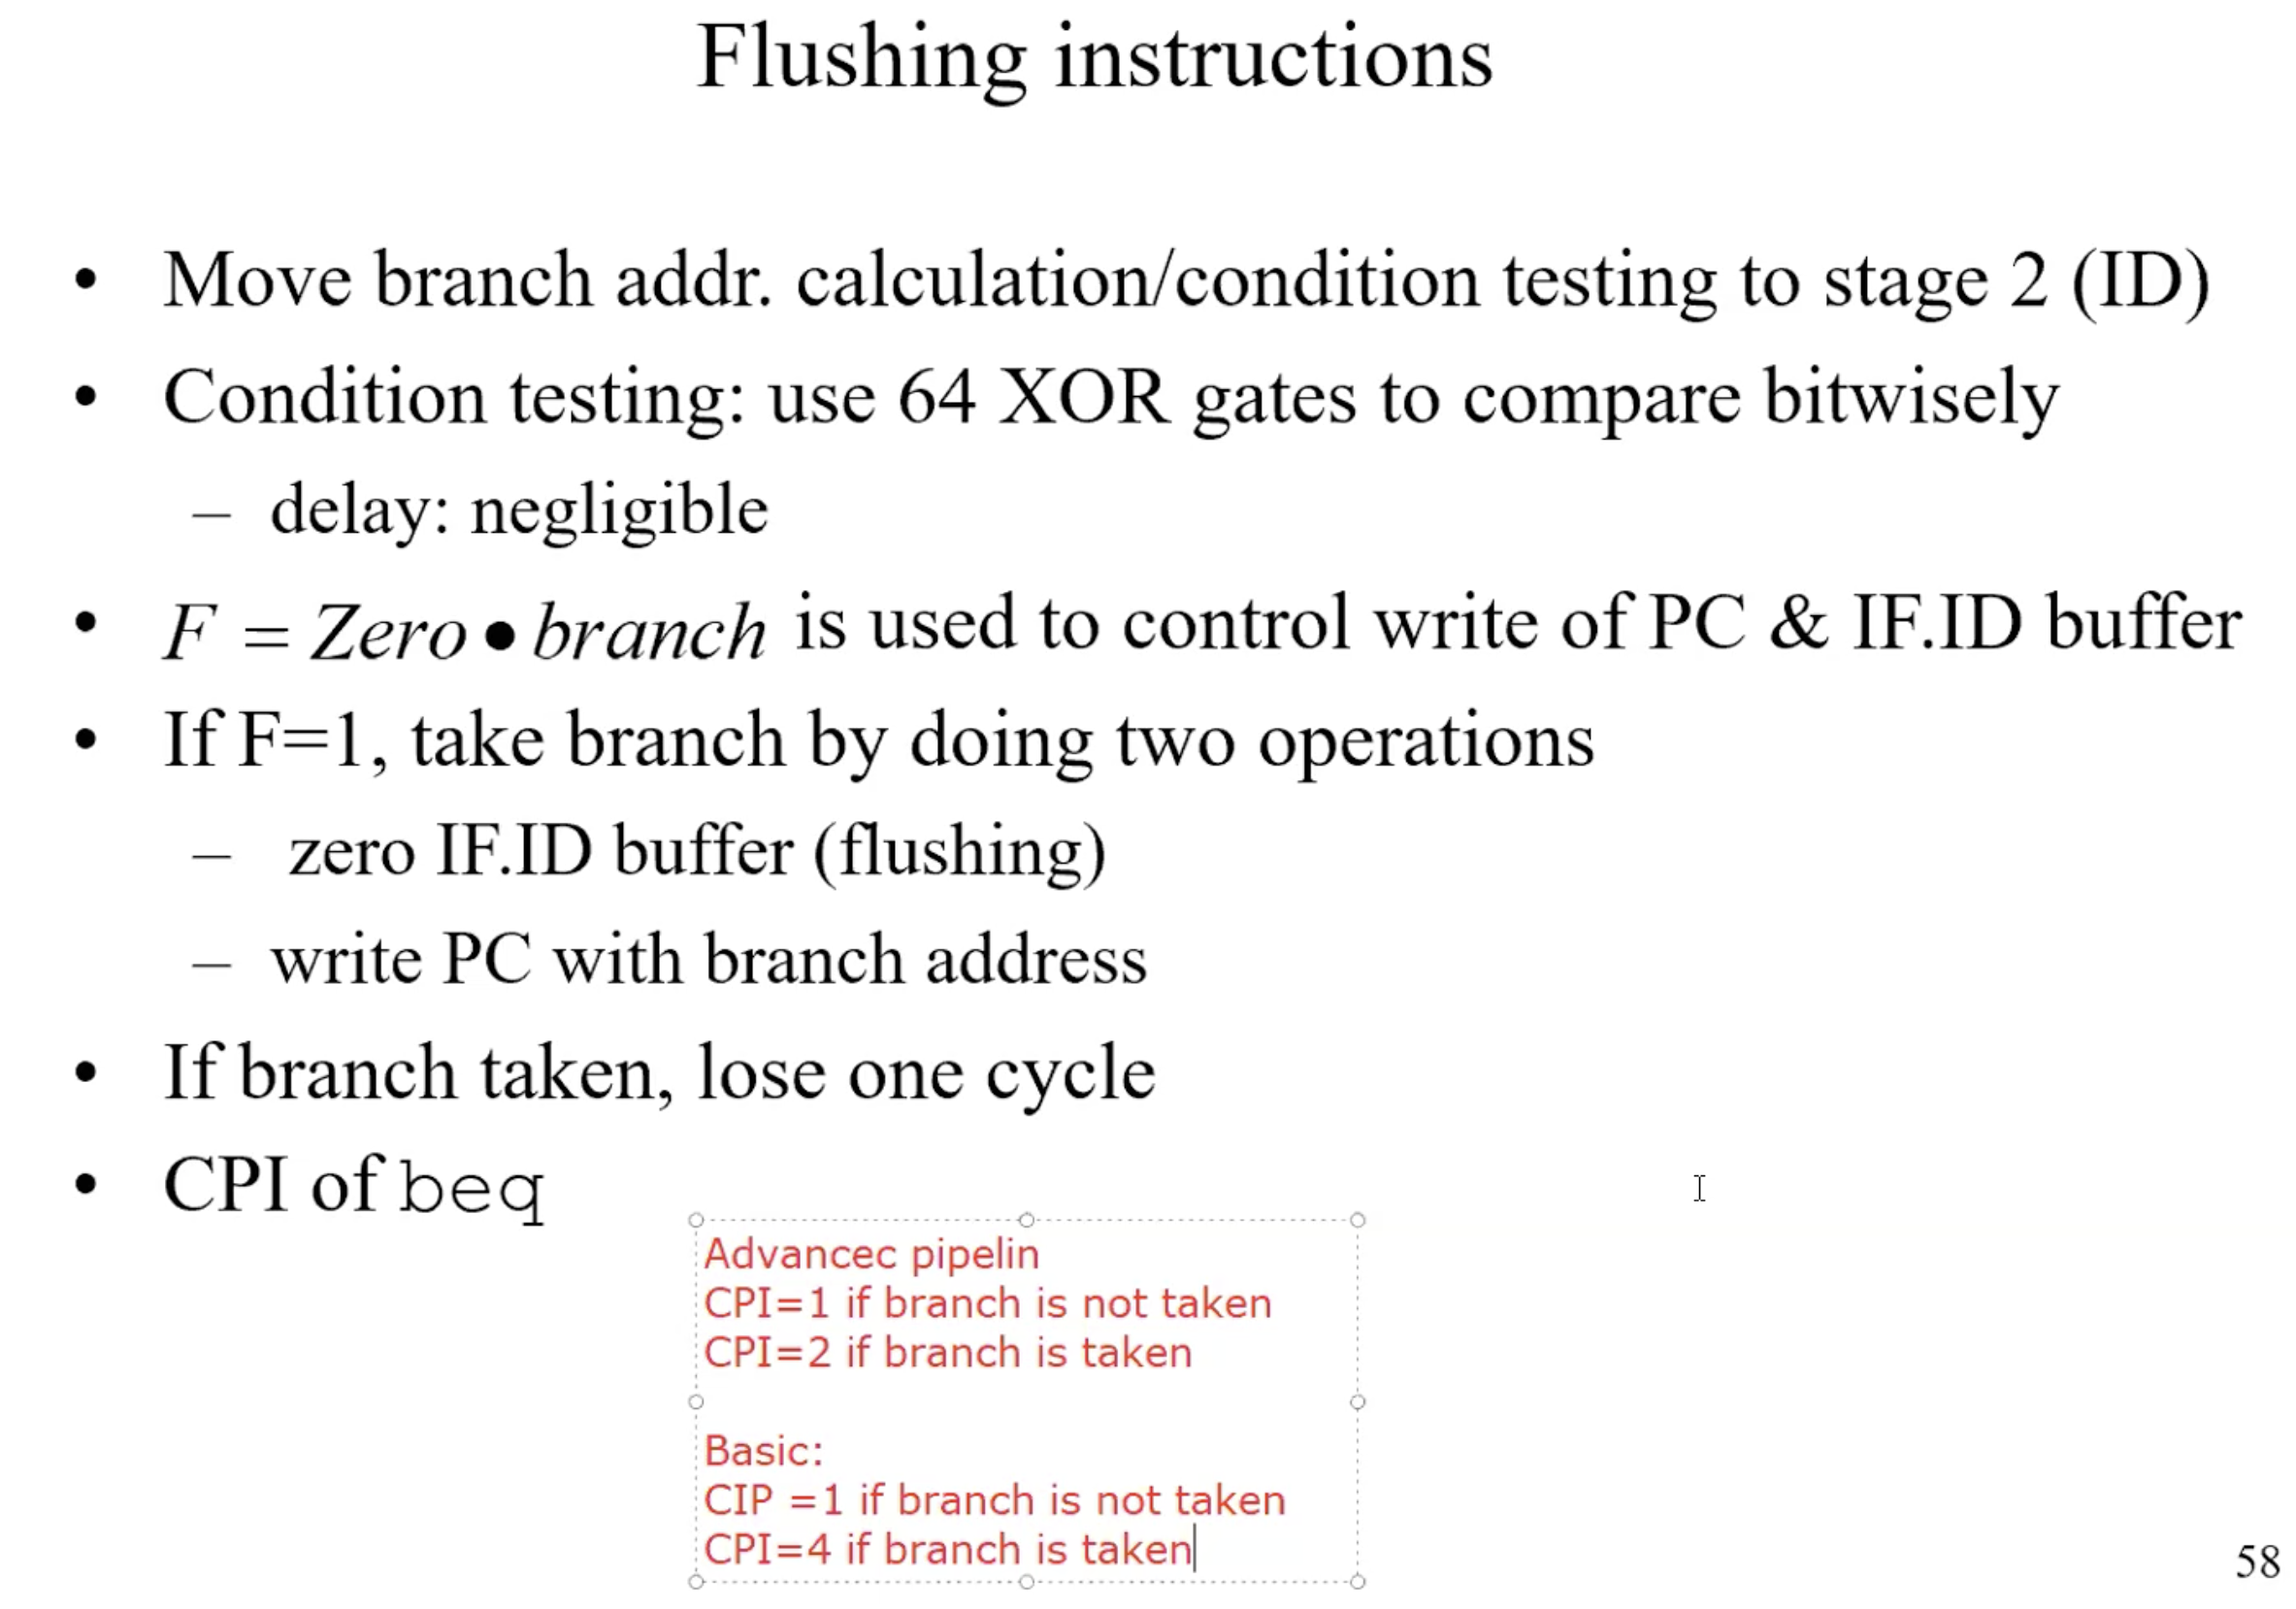 Flushing instructions
• Move branch addr. calculation/condition testing to stage 2 (ID)
• Condition testing: use 64 XOR gates to compare bitwisely
– delay: negligible
• F = Zero • branch is used to control write of PC & IF.ID buffer
• If F=1, take branch by doing two operations
– zero IF.ID buffer (flushing)
– write PC with branch address
• If branch taken, lose one cycle
• CPI of beq
Advancec pipelin
CPI=1 if branch is not taken
CPI=2 if branch is taken
Basic:
CIP =1 if branch is not taken
CPI=4 if branch is taken
58